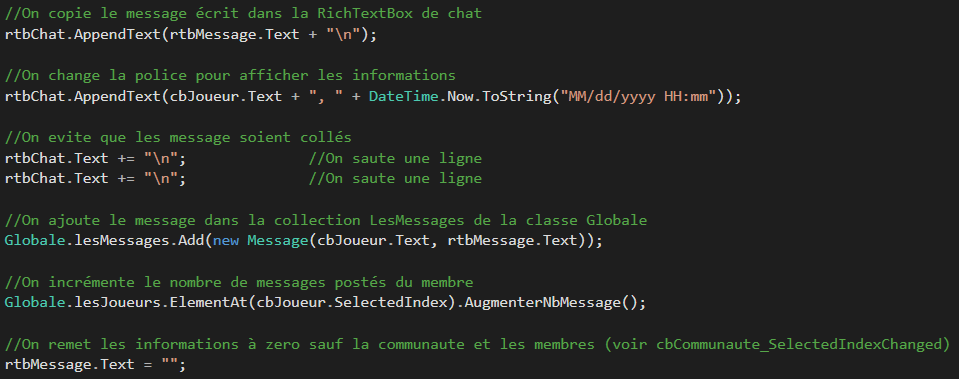 //On copie le message écrit dans la RichTextBox de chat
rtbChat.AppendText(rtbMessage.Text + "\n");
//On change la police pour afficher les informations
rtbChat.AppendText(cbJoueur.Text + ", " + DateTime.Now.ToString("MM/dd/yyyy HH:mm"));
//On evite que les message soient collés
rtbChat.Text += "\n"; //On saute une ligne
rtbChat.Text += "\n"; //On saute une ligne
//On ajoute le message dans la collection LesMessages de la classe Globale
Globale.lesMessages.Add(new Message(cbJoueur.Text, rtbMessage.Text));
//On incrémente le nombre de messages postés du membre
Globale.lesJoueurs.ElementAt(cbJoueur.SelectedIndex).AugmenterNbMessage();
//On remet les informations à zero sauf la communaute et les membres (voir cbCommunaute_SelectedIndexChanged)
rtbMessage.Text = "";